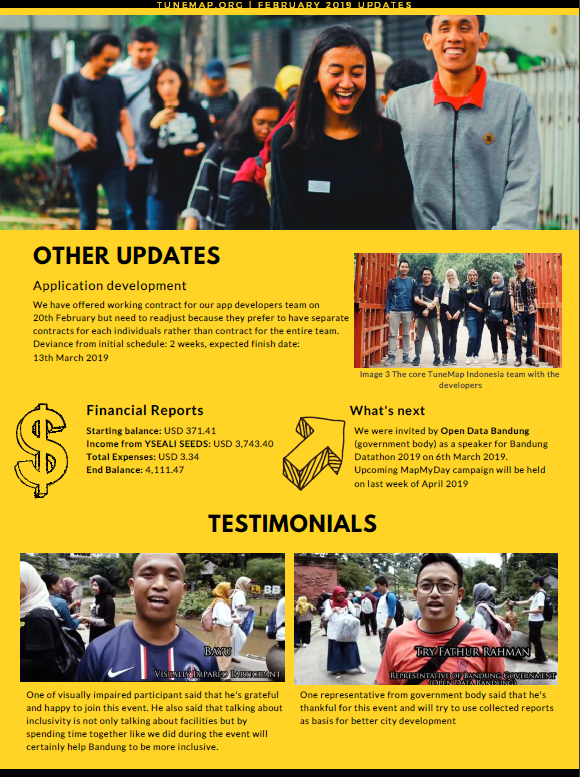 TUNEMAP.ORG | FEBRUARY 2019 UPDATES
OTHER UPDATES
Application development
We have offered working contract for our app developers team on
20th February but need to readjust because they prefer to have separate
contracts for each individuals rather than contract for the entire team.
Deviance from initial schedule: 2 weeks, expected finish date:
13th March 2019
Image 3 The core TuneMap Indonesia team with the
developers
Financial Reports
Starting balance: USD 371.41
Income from YSEALI SEEDS: USD 3,743.40
Total Expenses: USD 3.34
End Balance: 4,111.47
What's next
We were invited by Open Data Bandung
(government body) as a speaker for Bandung
Datathon 2019 on 6th March 2019.
Upcoming MapMyDay campaign will be held
on last week of April 2019
TESTIMONIALS
BAYU
VISUALLY IMPARED PARTICIPANT
One of visually impaired participant said that he's grateful
and happy to join this event. He also said that talking about
inclusivity is not only talking about facilities but by
spending time together like we did during the event will
certainly help Bandung to be more inclusive.
TRY FATHUR RAHMAN
REPRESENTATIVE OF BANDUNG GOVERNMENT
(OPEN DATA BANDUNG)
One representative from government body said that he's
thankful for this event and will try to use collected reports
as basis for better city development